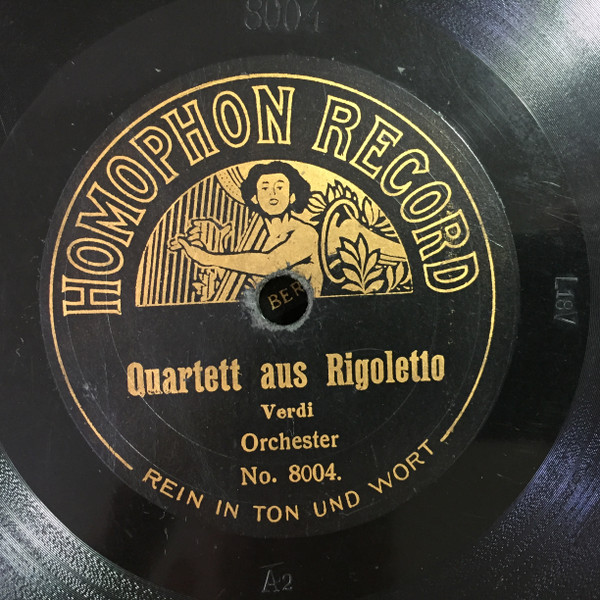 8004
HOMOPHON RECORD
BER
Quartett aus Rigoletto
Verdi
Orchester
No. 8004.
REIN IN TON UND WORT
A2